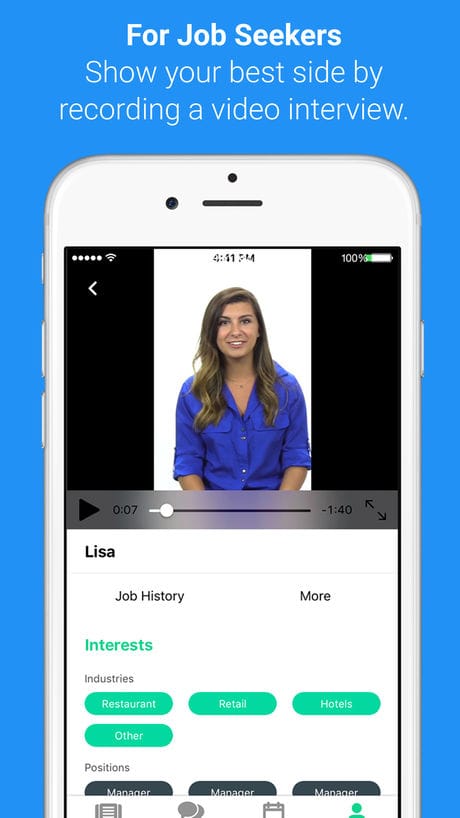 For Job Seekers
Show your best side by
recording a video interview.
4:41 PM 100%
0:07 -1:40
Lisa
Job History More
Interests
Industries
Restaurant Retail Hotels
Other
Positions
Manager Manager Manager